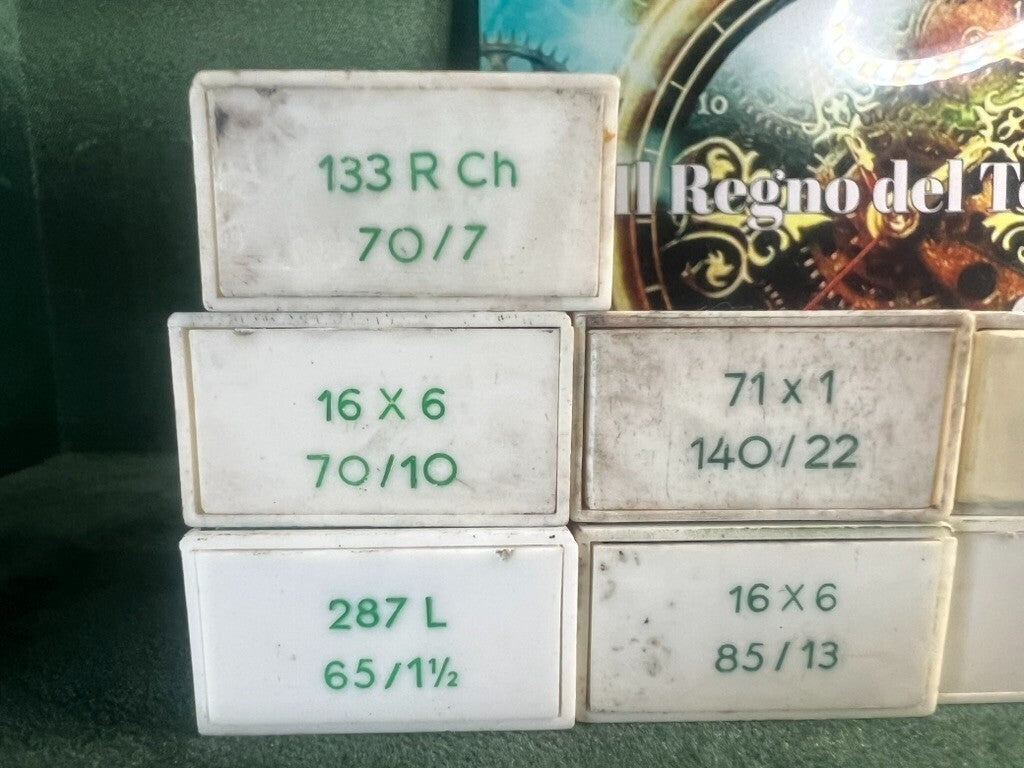 10
Il Regno del T
133 R Ch
70/7
16 X 6
70/10
71 x 1
140/22
287 L
65/1½
16 X 6
85/13